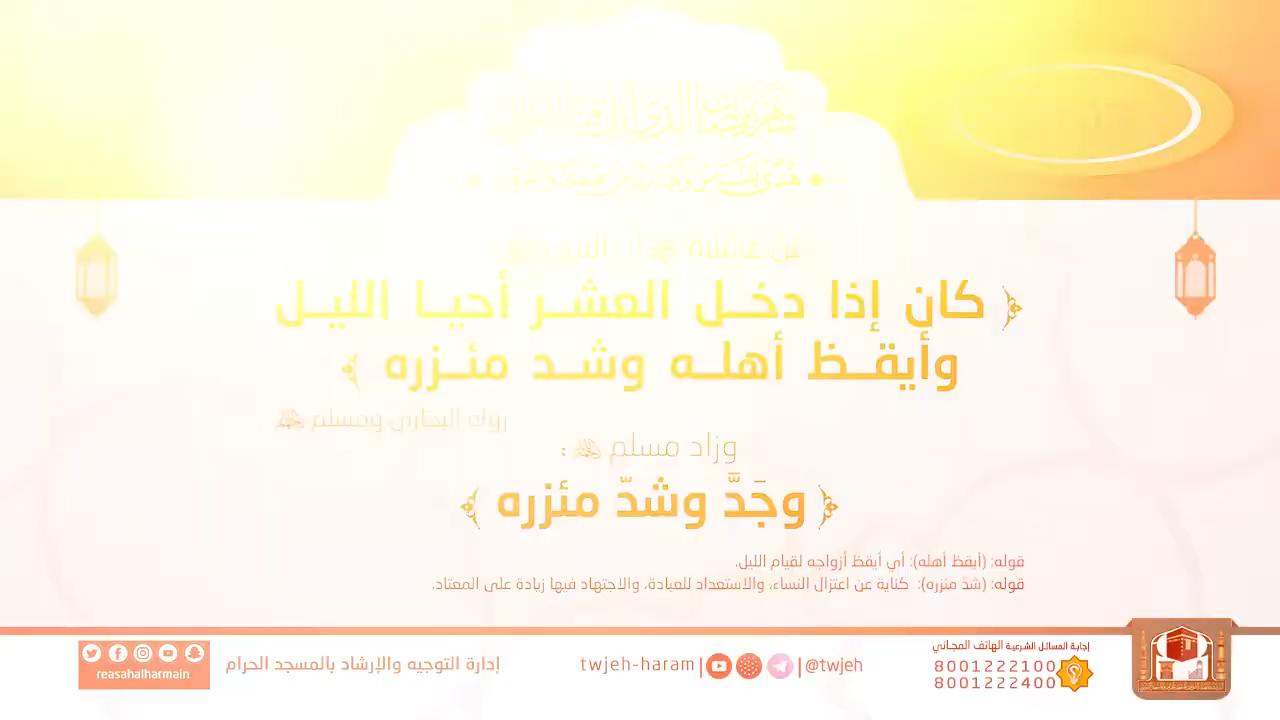 هُدًى
عن عائشة
﴿ كان إذا دخل العشر أحيا الليل
وأيقظ أهله وشد مئزره ﴾
رواه البخاري ومسلم
وزاد مسلم :
﴿ وجَدَّ وشدّ مئزره ﴾
قوله: (أيقظ أهله): أي أيقظ أزواجه لقيام الليل.
قوله: (شدّ مئزره): كناية عن اعتزال النساء، والاستعداد للعبادة، والاجتهاد فيها زيادة على المعتاد.
إجابة المسائل الشرعية الهاتف المجاني
8001222100
8001222400
twjeh-haram | | @twjeh
إدارة التوجيه والإرشاد بالمسجد الحرام
reasahalharmain